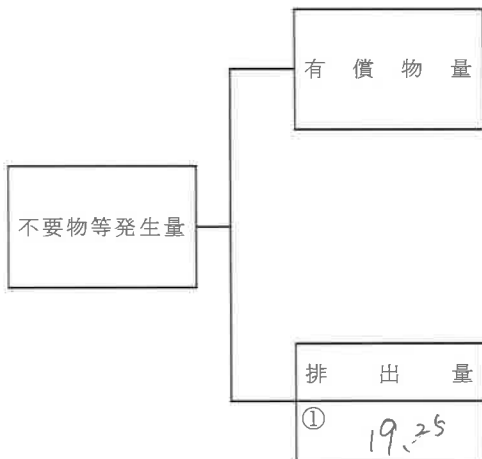 有償物量
不要物等発生量
排出量
①
19.25